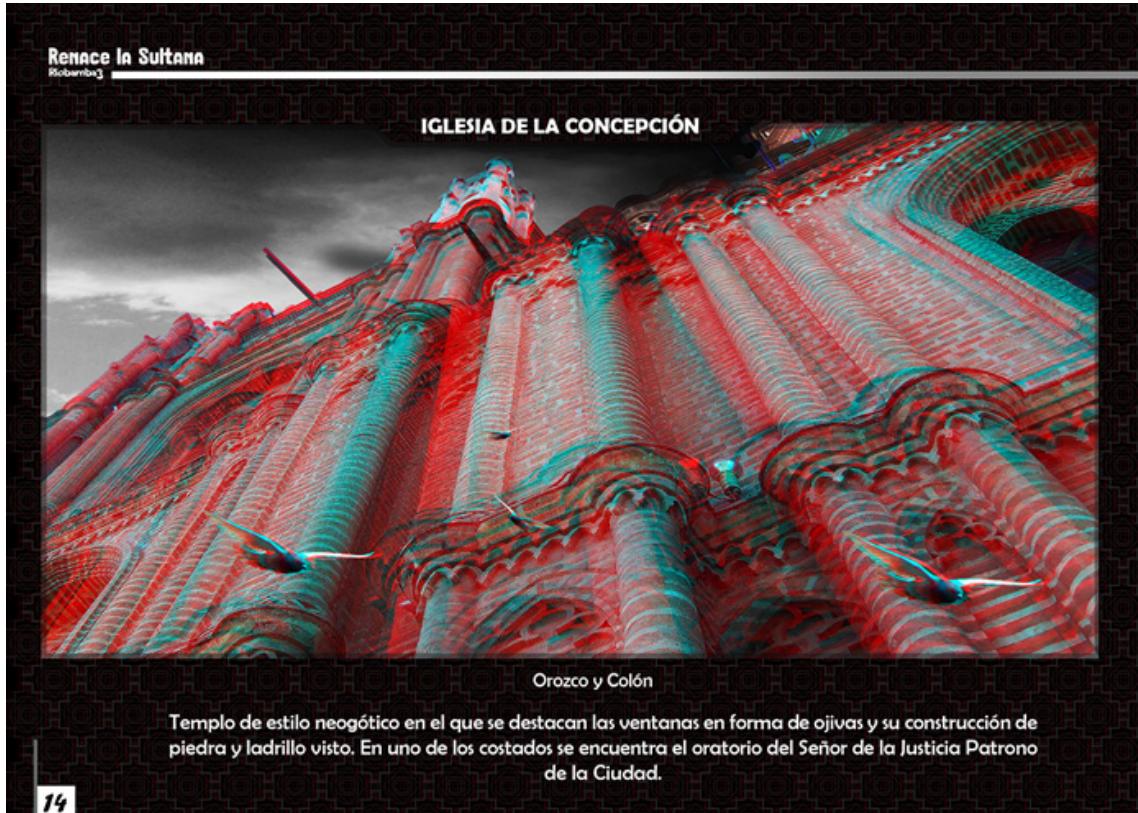 Renace la Sultana
Riobamba3
IGLESIA DE LA CONCEPCIÓN
Orozco y Colón
Templo de estilo neogótico en el que se destacan las ventanas en forma de ojivas y su construcción de
piedra y ladrillo visto. En uno de los costados se encuentra el oratorio del Señor de la Justicia Patrono
de la Ciudad.
14